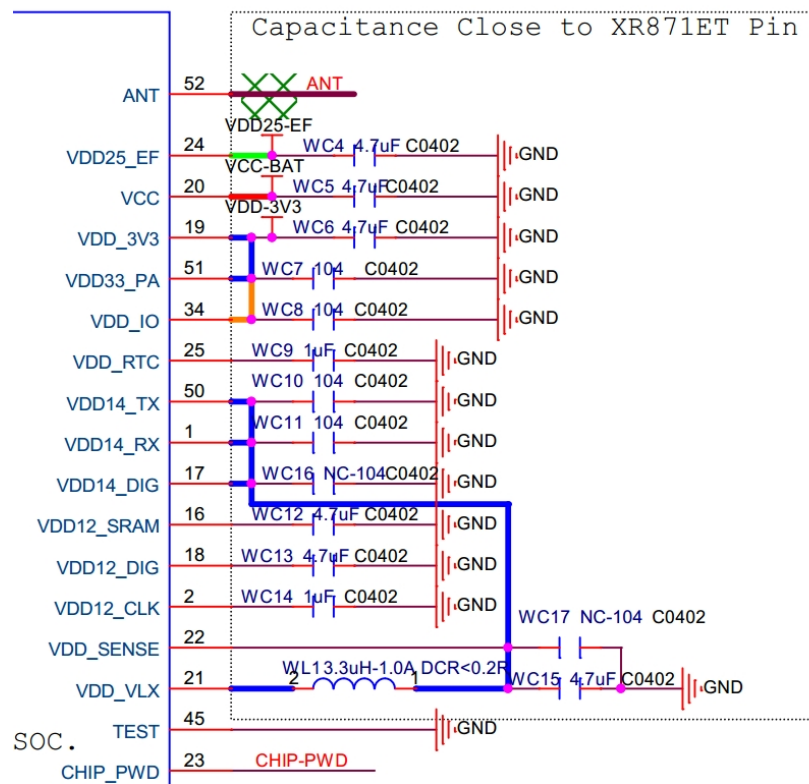 Capacitance Close to XR871ET Pin
ANT 52 ANT
VDD25-EF
VDD25_EF 24 WC4 4.7uF C0402 GND
VCC-BAT
VCC 20 WC5 4.7uF C0402 GND
VDD-3V3
VDD_3V3 19 WC6 4.7uF C0402 GND
VDD33_PA 51 WC7 104 C0402 GND
VDD_IO 34 WC8 104 C0402 GND
VDD_RTC 25 WC9 1uF C0402 GND
VDD14_TX 50 WC10 104 C0402 GND
VDD14_RX 1 WC11 104 C0402 GND
VDD14_DIG 17 WC16 NC-104 C0402 GND
VDD12_SRAM 16 WC12 4.7uF C0402 GND
VDD12_DIG 18 WC13 4.7uF C0402 GND
VDD12_CLK 2 WC14 1uF C0402 GND
WC17 NC-104 C0402
VDD_SENSE 22
VDD_VLX 21 2 WL1 3.3uH-1.0A DCR<0.2R 1 WC15 4.7uF C0402 GND
TEST 45 GND
SOC.
CHIP_PWD 23 CHIP-PWD